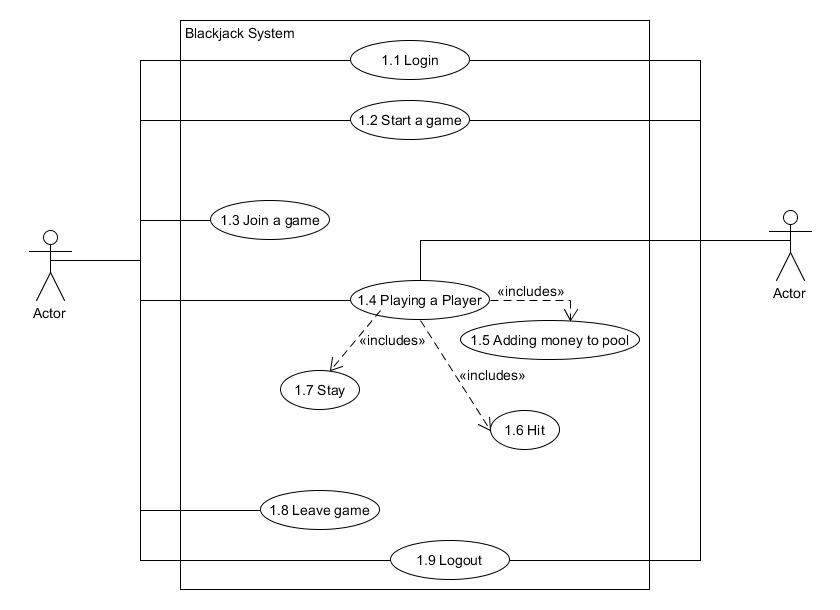 Blackjack System
1.1 Login
1.2 Start a game
1.3 Join a game
1.4 Playing a Player
«includes»
1.5 Adding money to pool
«includes»
«includes»
1.7 Stay
1.6 Hit
1.8 Leave game
1.9 Logout
Actor
Actor